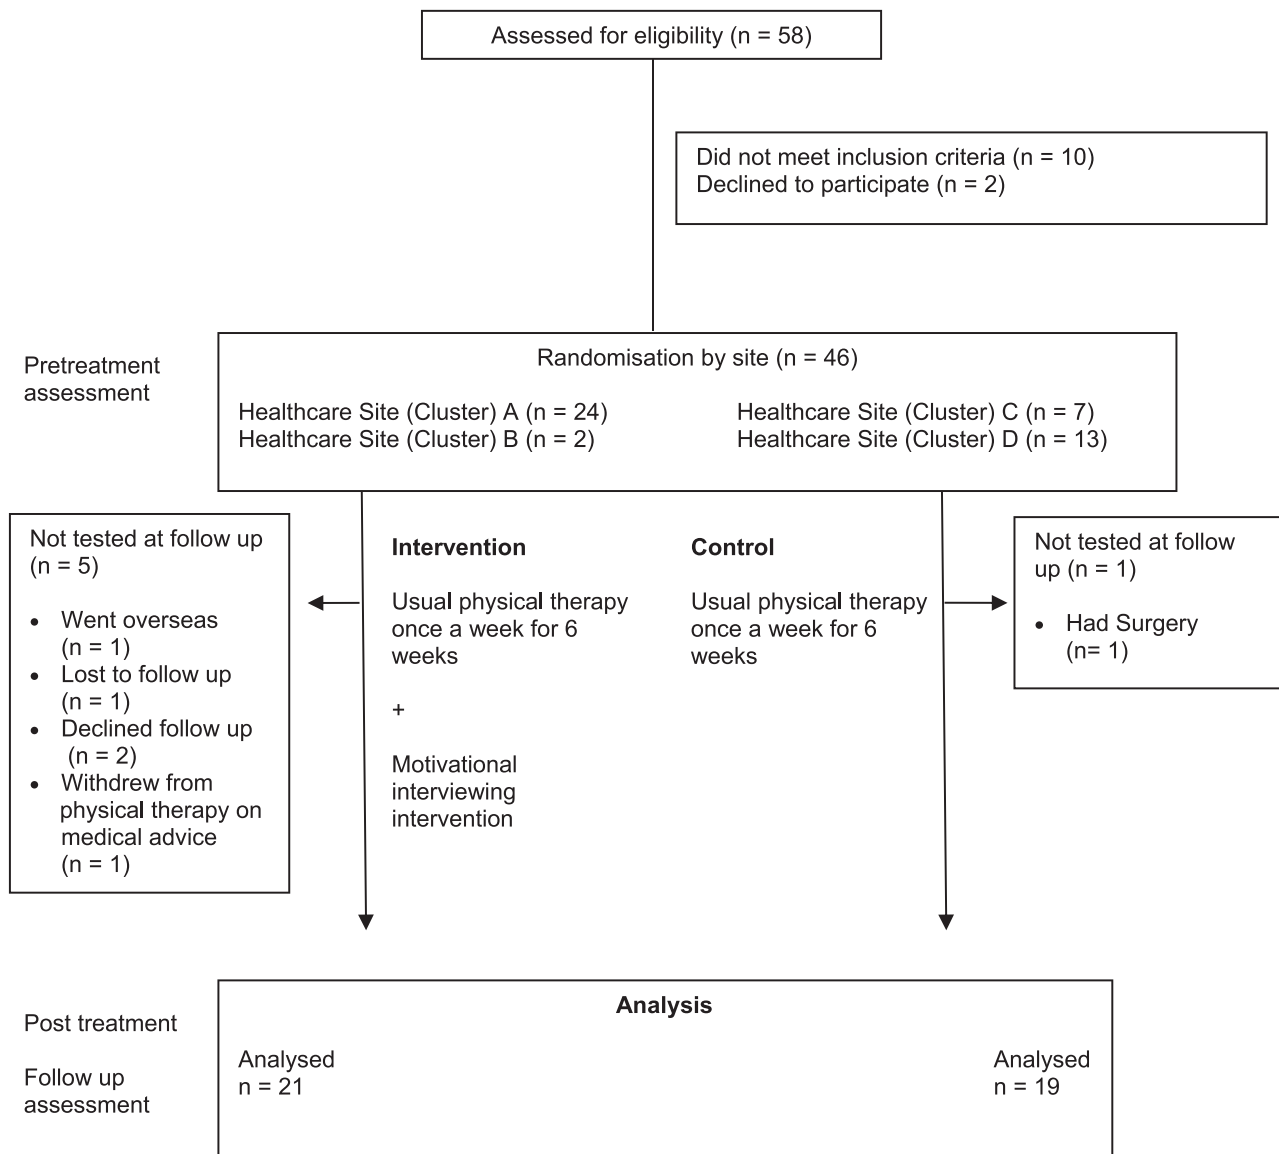 Assessed for eligibility (n = 58)
Did not meet inclusion criteria (n = 10)
Declined to participate (n = 2)
Pretreatment
assessment
Randomisation by site (n = 46)
Healthcare Site (Cluster) A (n = 24)
Healthcare Site (Cluster) B (n = 2)
Healthcare Site (Cluster) C (n = 7)
Healthcare Site (Cluster) D (n = 13)
Not tested at follow up
(n = 5)
• Went overseas
(n = 1)
• Lost to follow up
(n = 1)
• Declined follow up
(n = 2)
• Withdrew from
physical therapy on
medical advice
(n = 1)
Intervention
Usual physical therapy
once a week for 6
weeks
+
Motivational
interviewing
intervention
Control
Usual physical therapy
once a week for 6
weeks
Not tested at follow
up (n = 1)
• Had Surgery
(n= 1)
Post treatment
Follow up
assessment
Analysis
Analysed
n = 21
Analysed
n = 19